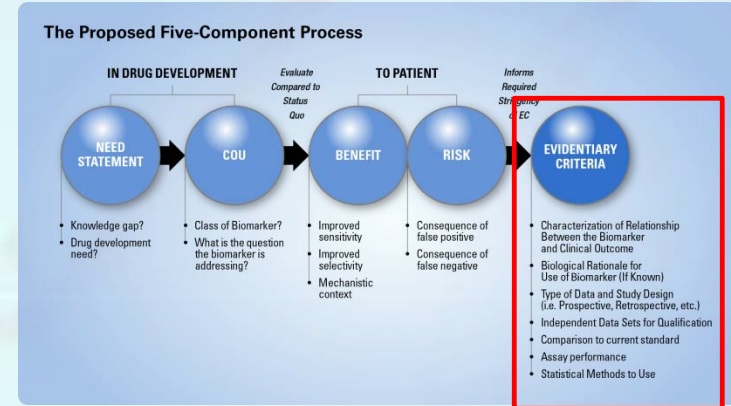 The Proposed Five-Component Process
IN DRUG DEVELOPMENT
Evaluate
Compared to
Status
Quo
TO PATIENT
Informs
Required
Stringency
of EC
NEED
STATEMENT
COU
BENEFIT
RISK
EVIDENTIARY
CRITERIA
• Knowledge gap?
• Drug development
need?
• Class of Biomarker?
• What is the question
the biomarker is
addressing?
• Improved
sensitivity
• Improved
selectivity
• Mechanistic
context
• Consequence of
false positive
• Consequence of
false negative
• Characterization of Relationship
Between the Biomarker
and Clinical Outcome
• Biological Rationale for
Use of Biomarker (If Known)
• Type of Data and Study Design
(i.e. Prospective, Retrospective, etc.)
• Independent Data Sets for Qualification
• Comparison to current standard
• Assay performance
• Statistical Methods to Use